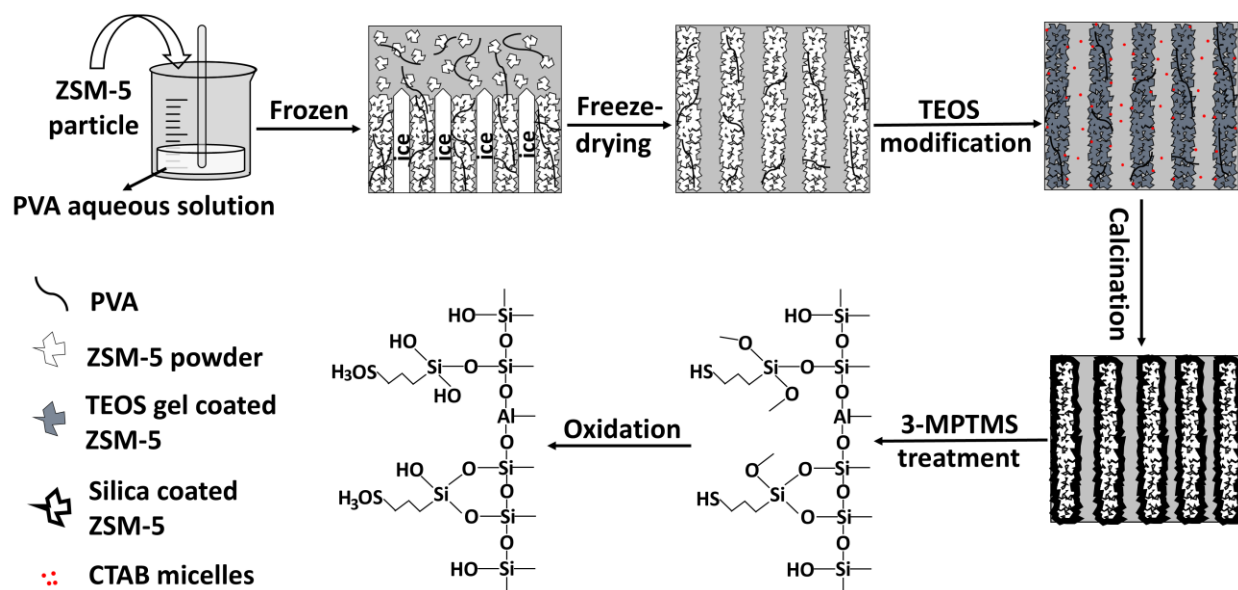 ZSM-5
particle
PVA aqueous solution
Frozen
ice ice ice ice
Freeze-
drying
TEOS
modification
Calcination
PVA
ZSM-5 powder
TEOS gel coated
ZSM-5
Silica coated
ZSM-5
CTAB micelles
HO Si
O
HO
H₃OS Si O Si
HO O
Al
O
HO O Si
H₃OS Si O
O Si
O
HO Si
Oxidation
HO Si
O
O
HS Si O Si
O O
Al
O
O O Si
HS Si O
O Si
O
HO Si
3-MPTMS
treatment